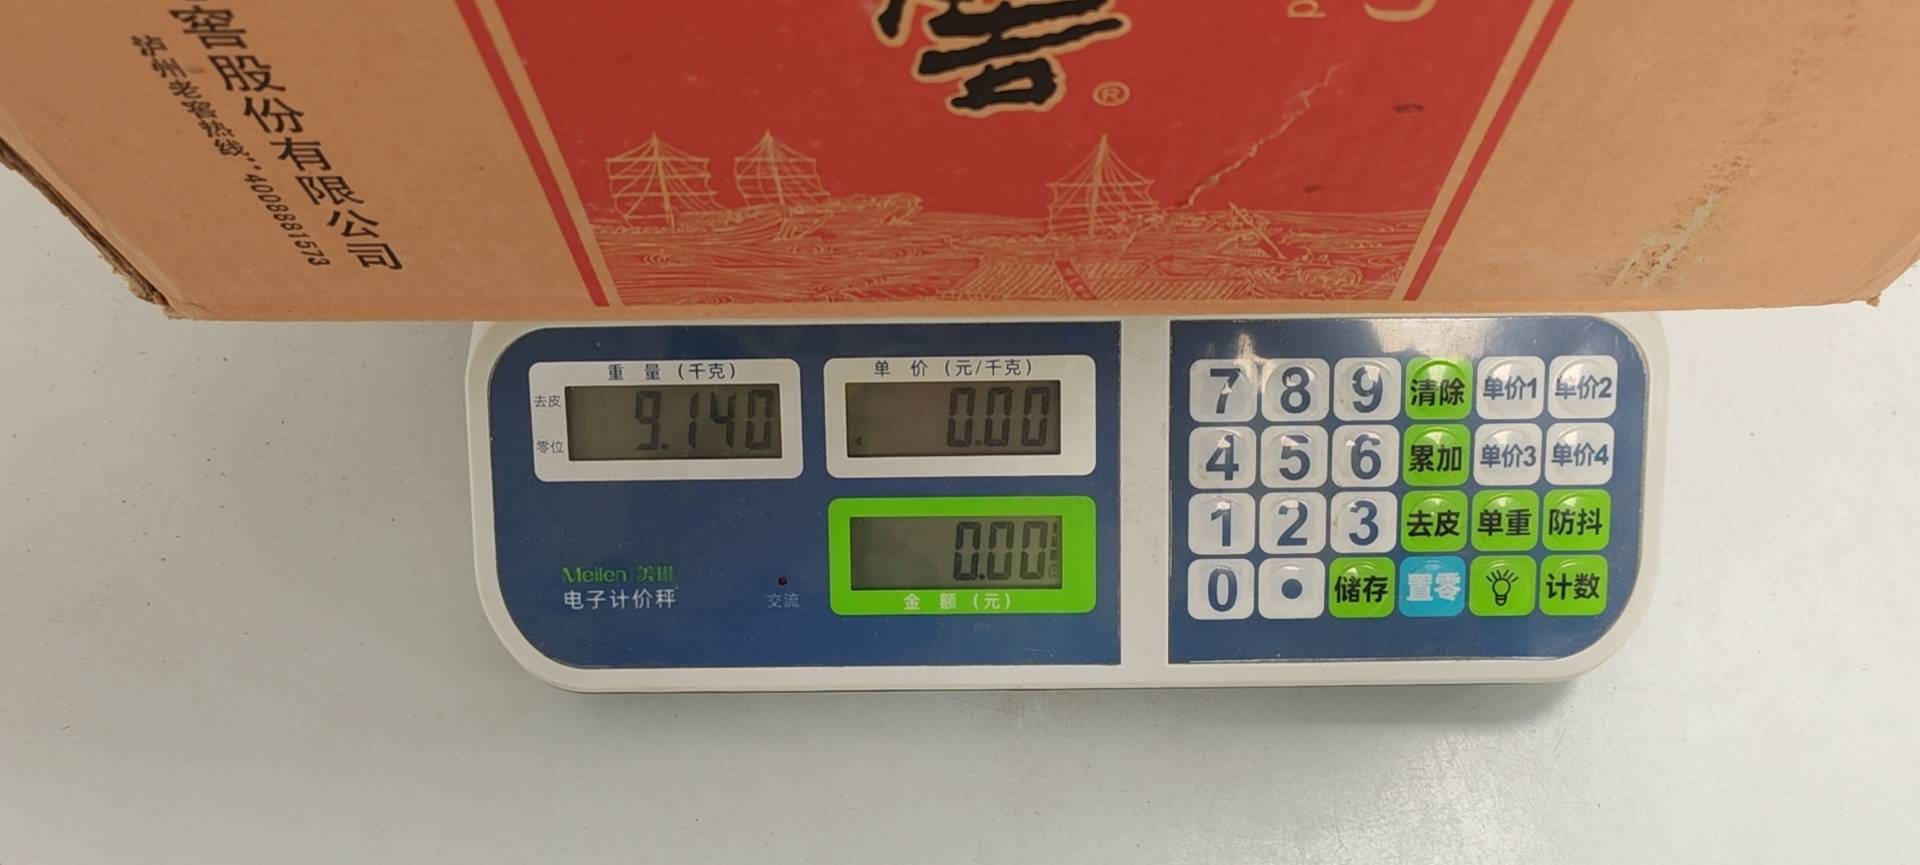 窖股份有限公司
泸州老窖热线:4008881573
窖®
重 量 (千克)
去皮
零位
9.140
单 价 (元/千克)
0.00
0.00
金 额 (元)
Meilen 美琳
电子计价秤
交流
7 8 9 清除 单价1 单价2
4 5 6 累加 单价3 单价4
1 2 3 去皮 单重 防抖
0 . 储存 置零 计数